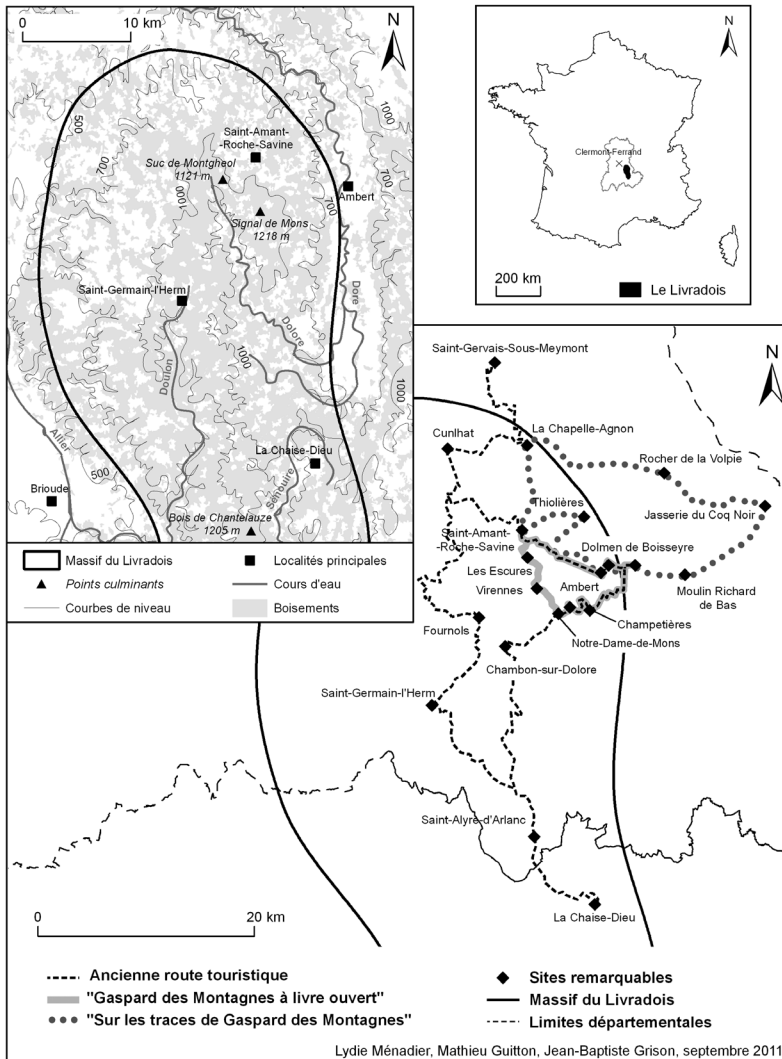 0 10 km
N
500
700
1000
1000
Saint-Amant-
-Roche-Savine
Suc de Montgheol
1121 m
700
Ambert
Signal de Mons
1218 m
700
Saint-Germain-l'Herm
Dore
Dolore
1000
Doulon
1000
Allier
500
La Chaise-Dieu
Senouire
Brioude
Bois de Chantelauze
1205 m
Massif du Livradois
Localités principales
Points culminants
Cours d'eau
Courbes de niveau
Boisements
N
Clermont-Ferrand
200 km
Le Livradois
N
Saint-Gervais-Sous-Meymont
La Chapelle-Agnon
Cunlhat
Rocher de la Volpie
Thiolières
Jasserie du Coq Noir
Saint-Amant-
-Roche-Savine
Dolmen de Boisseyre
Les Escures
Ambert
Moulin Richard
de Bas
Virennes
Champetières
Fournols
Notre-Dame-de-Mons
Chambon-sur-Dolore
Saint-Germain-l'Herm
Saint-Alyre-d'Arlanc
0 20 km
La Chaise-Dieu
Ancienne route touristique
Sites remarquables
"Gaspard des Montagnes à livre ouvert"
Massif du Livradois
"Sur les traces de Gaspard des Montagnes"
Limites départementales
Lydie Ménadier, Mathieu Guitton, Jean-Baptiste Grison, septembre 2011